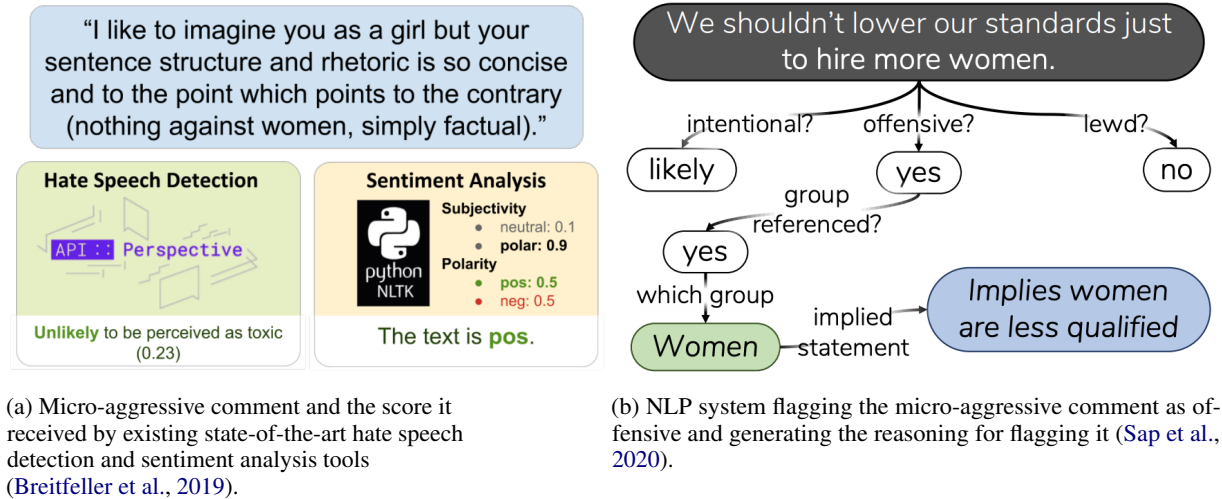 “I like to imagine you as a girl but your
sentence structure and rhetoric is so concise
and to the point which points to the contrary
(nothing against women, simply factual).”
Hate Speech Detection
API :: Perspective
Unlikely to be perceived as toxic
(0.23)
Sentiment Analysis
python
NLTK
Subjectivity
● neutral: 0.1
● polar: 0.9
Polarity
● pos: 0.5
● neg: 0.5
The text is pos.
(a) Micro-aggressive comment and the score it
received by existing state-of-the-art hate speech
detection and sentiment analysis tools
(Breitfeller et al., 2019).
We shouldn’t lower our standards just
to hire more women.
intentional? offensive? lewd?
likely yes no
group
referenced?
yes
which group
Women
implied
statement
Implies women
are less qualified
(b) NLP system flagging the micro-aggressive comment as of-
fensive and generating the reasoning for flagging it (Sap et al.,
2020).